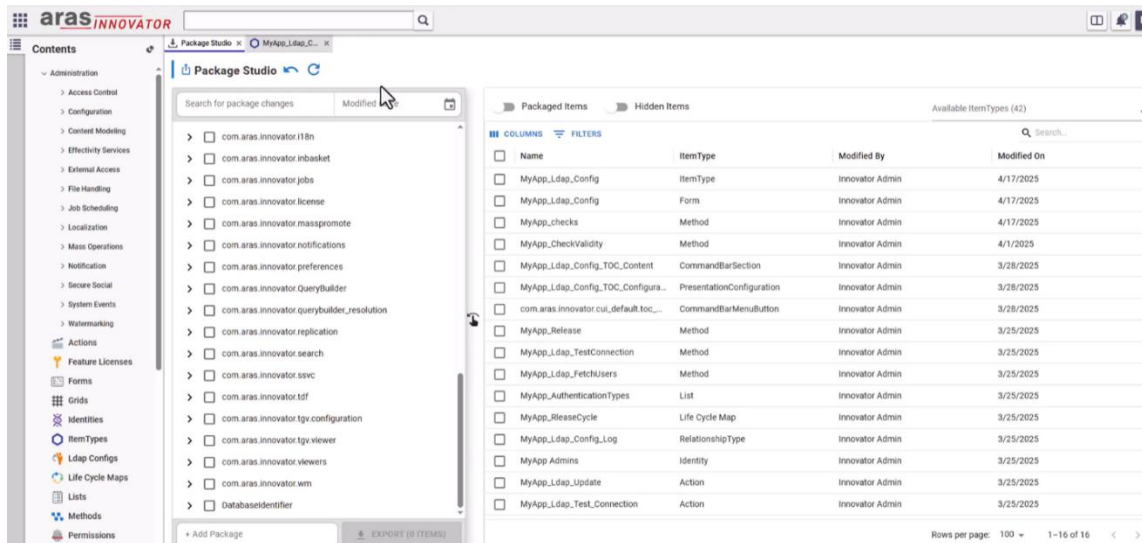 aras INNOVATOR
Contents
Package Studio ×
MyApp_Ldap_C... ×
Administration
Package Studio
Access Control
Configuration
Content Modeling
Effectivity Services
External Access
File Handling
Job Scheduling
Localization
Mass Operations
Notification
Secure Social
System Events
Watermarking
Actions
Feature Licenses
Forms
Grids
Identities
ItemTypes
Ldap Configs
Life Cycle Maps
Lists
Methods
Permissions
Search for package changes
Modified
com.aras.innovator.i18n
com.aras.innovator.inbasket
com.aras.innovator.jobs
com.aras.innovator.license
com.aras.innovator.masspromote
com.aras.innovator.notifications
com.aras.innovator.preferences
com.aras.innovator.QueryBuilder
com.aras.innovator.querybuilder_resolution
com.aras.innovator.replication
com.aras.innovator.search
com.aras.innovator.ssvc
com.aras.innovator.tdf
com.aras.innovator.tgv.configuration
com.aras.innovator.tgv.viewer
com.aras.innovator.viewers
com.aras.innovator.wm
DatabaseIdentifier
+ Add Package
EXPORT (0 ITEMS)
Packaged Items
Hidden Items
Available ItemTypes (42)
COLUMNS
FILTERS
Search...
Name ItemType Modified By Modified On
MyApp_Ldap_Config ItemType Innovator Admin 4/17/2025
MyApp_Ldap_Config Form Innovator Admin 4/17/2025
MyApp_checks Method Innovator Admin 4/17/2025
MyApp_CheckValidity Method Innovator Admin 4/1/2025
MyApp_Ldap_Config_TOC_Content CommandBarSection Innovator Admin 3/28/2025
MyApp_Ldap_Config_TOC_Configura... PresentationConfiguration Innovator Admin 3/28/2025
com.aras.innovator.cui_default.toc_... CommandBarMenuButton Innovator Admin 3/28/2025
MyApp_Release Method Innovator Admin 3/25/2025
MyApp_Ldap_TestConnection Method Innovator Admin 3/25/2025
MyApp_Ldap_FetchUsers Method Innovator Admin 3/25/2025
MyApp_AuthenticationTypes List Innovator Admin 3/25/2025
MyApp_RleaseCycle Life Cycle Map Innovator Admin 3/25/2025
MyApp_Ldap_Config_Log RelationshipType Innovator Admin 3/25/2025
MyApp Admins Identity Innovator Admin 3/25/2025
MyApp_Ldap_Update Action Innovator Admin 3/25/2025
MyApp_Ldap_Test_Connection Action Innovator Admin 3/25/2025
Rows per page: 100 1–16 of 16